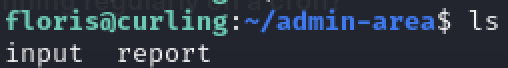 floris@curling:~/admin-area$ ls
input  report